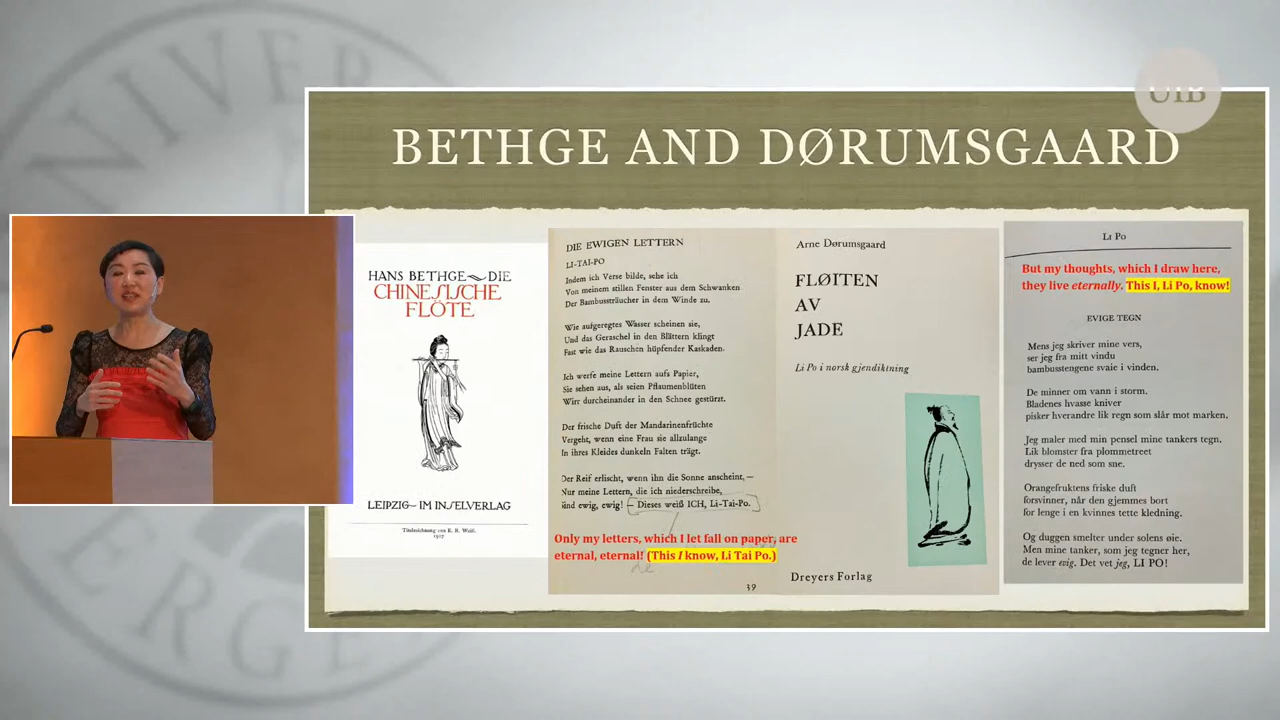 UiB
NIVER
ERGE
BETHGE AND DØRUMSGAARD
HANS BETHGE DIE
CHINESISCHE
FLÖTE
LEIPZIG IM INSELVERLAG
Titelzeichnung von E. R. Weiß.
1927
DIE EWIGEN LETTERN
LI-TAI-PO
Indem ich Verse bilde, sehe ich
Von meinem stillen Fenster aus dem Schwanken
Der Bambussträucher in dem Winde zu.
Wie aufgeregtes Wasser scheinen sie,
Und das Geraschel in den Blättern klingt
Fast wie das Rauschen hüpfender Kaskaden.
Ich werfe meine Lettern aufs Papier,
Sie sehen aus, als seien Pflaumenblüten
Wirr durcheinander in den Schnee gestürzt.
Der frische Duft der Mandarinenfrüchte
Vergeht, wenn eine Frau sie allzulange
In ihres Kleides dunkeln Falten trägt.
Der Reif erlischt, wenn ihn die Sonne anscheint, —
Nur meine Lettern, die ich niederschreibe,
sind ewig, ewig! — Dieses weiß ICH, Li-Tai-Po.
Only my letters, which I let fall on paper, are
eternal, eternal! (This I know, Li Tai Po.)
39
Arne Dørumsgaard
FLØITEN
AV
JADE
Li Po i norsk gjendiktning
Dreyers Forlag
Li Po
But my thoughts, which I draw here,
they live eternally. This I, Li Po, know!
EVIGE TEGN
Mens jeg skriver mine vers,
ser jeg fra mitt vindu
bambusstengene svaie i vinden.
De minner om vann i storm.
Bladenes hvasse kniver
pisker hverandre lik regn som slår mot marken.
Jeg maler med min pensel mine tankers tegn.
Lik blomster fra plommetreet
drysser de ned som sne.
Orangefruktens friske duft
forsvinner, når den gjemmes bort
for lenge i en kvinnes tette kledning.
Og duggen smelter under solens øie.
Men mine tanker, som jeg tegner her,
de lever evig. Det vet jeg, LI PO!